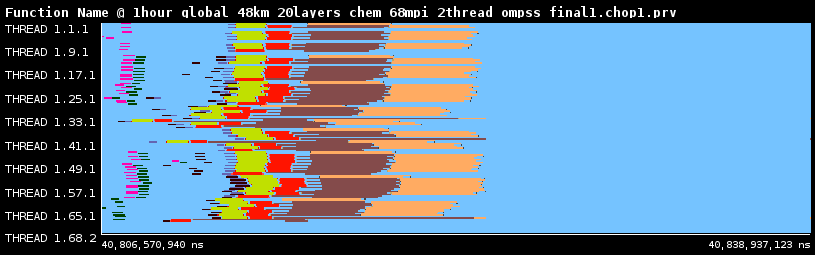 Function Name @ 1hour global 48km 20layers chem 68mpi 2thread ompss final1.chop1.prv
THREAD 1.1.1
THREAD 1.9.1
THREAD 1.17.1
THREAD 1.25.1
THREAD 1.33.1
THREAD 1.41.1
THREAD 1.49.1
THREAD 1.57.1
THREAD 1.65.1
THREAD 1.68.2
40,806,570,940 ns
40,838,937,123 ns